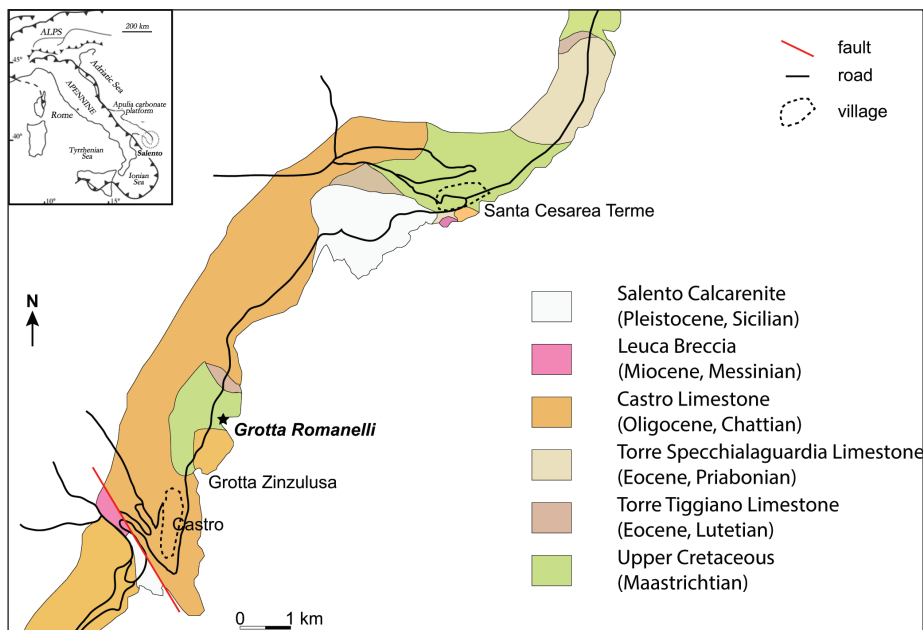 200 km
ALPS
45°
Adriatic Sea
APENNINE
Apulia carbonate
platform
Rome
40°
Salento
Tyrrhenian
Sea
Ionian
Sea
10°
15°
fault
road
village
Santa Cesarea Terme
N
Salento Calcarenite
(Pleistocene, Sicilian)
Leuca Breccia
(Miocene, Messinian)
Castro Limestone
(Oligocene, Chattian)
Grotta Romanelli
Torre Specchialaguardia Limestone
(Eocene, Priabonian)
Grotta Zinzulusa
Torre Tiggiano Limestone
(Eocene, Lutetian)
Castro
Upper Cretaceous
(Maastrichtian)
0 1 km